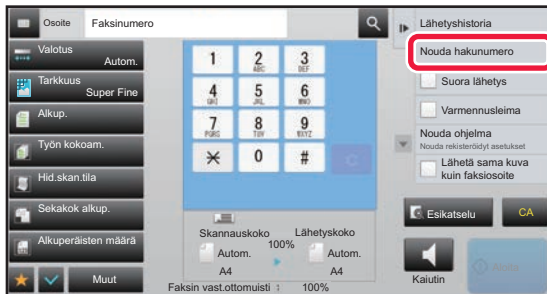 Osoite
Faksinumero
Valotus
Autom.
Tarkkuus
Super Fine
Alkup.
Työn kokoam.
Hid.skan.tila
Sekakok alkup.
Alkuperäisten määrä
Muut
1
2
ABC
3
DEF
4
GHI
5
JKL
6
MNO
7
PQRS
8
TUV
9
WXYZ
0
#
C
Skannauskoko
100%
Lähetyskoko
Autom.
A4
Autom.
A4
Faksin vast.ottomuisti : 100%
Lähetyshistoria
Nouda hakunumero
Suora lähetys
Varmennusleima
Nouda ohjelma
Nouda rekisteröidyt asetukset
Lähetä sama kuva
kuin faksiosoite
Esikatselu
CA
Kaiutin
Aloita